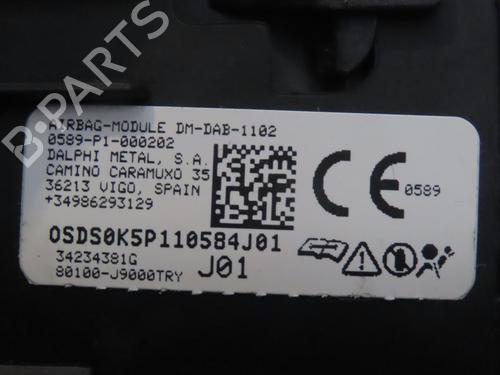 B-PARTS
AIRBAG-MODULE DM-DAB-1102
0589-P1-000202
DALPHI METAL, S.A.
CAMINO CARAMUXO 35
36213 VIGO, SPAIN
+34986293129
CE 0589
OSDS0K5P110584J01
34234381G
80100-J9000TRY
J01